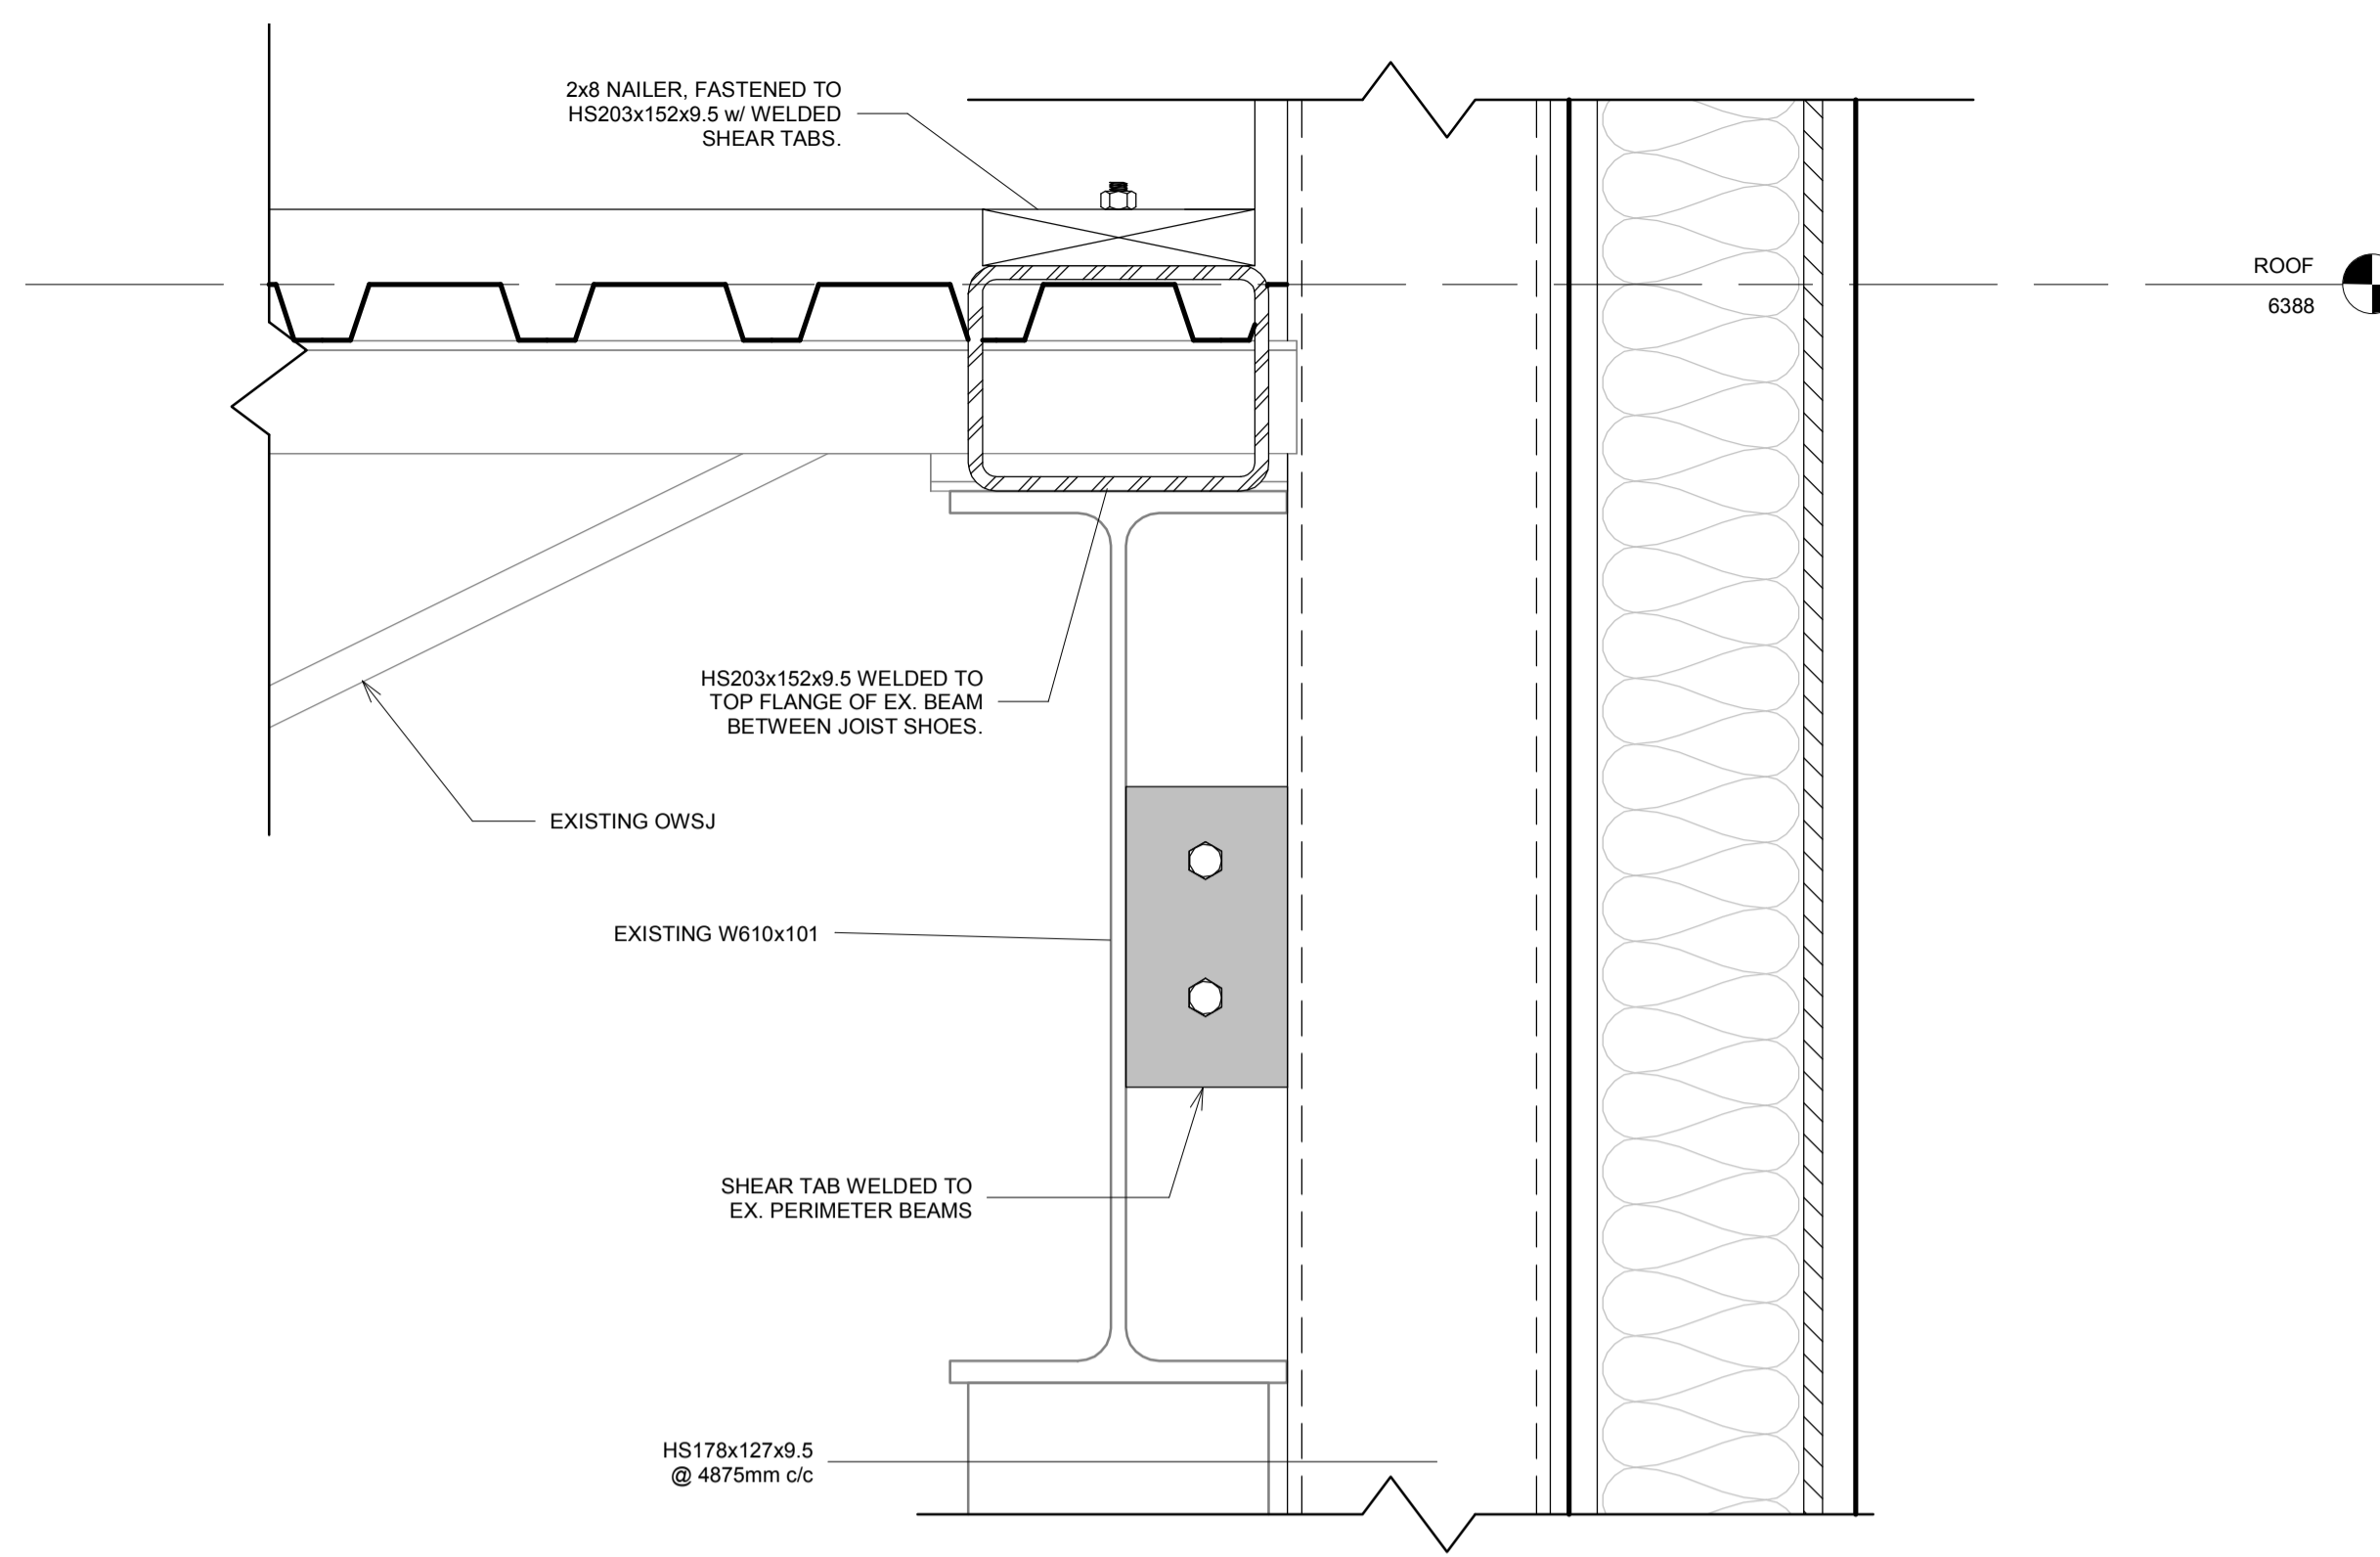 2x8 NAILER, FASTENED TO
HS203x152x9.5 w/ WELDED
SHEAR TABS.
ROOF
6388
HS203x152x9.5 WELDED TO
TOP FLANGE OF EX. BEAM
BETWEEN JOIST SHOES.
EXISTING OWSJ
EXISTING W610x101
SHEAR TAB WELDED TO
EX. PERIMETER BEAMS
HS178x127x9.5
@ 4875mm c/c